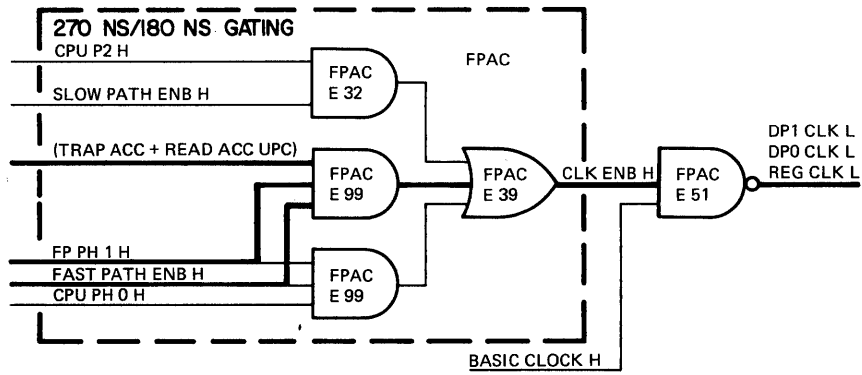 270 NS/180 NS GATING
CPU P2 H
FPAC
E 32
FPAC
SLOW PATH ENB H
(TRAP ACC + READ ACC UPC)
FPAC
E 99
FPAC
E 39
CLK ENB H
FPAC
E 51
DP1 CLK L
DP0 CLK L
REG CLK L
FP PH 1 H
FAST PATH ENB H
CPU PH 0 H
FPAC
E 99
BASIC CLOCK H